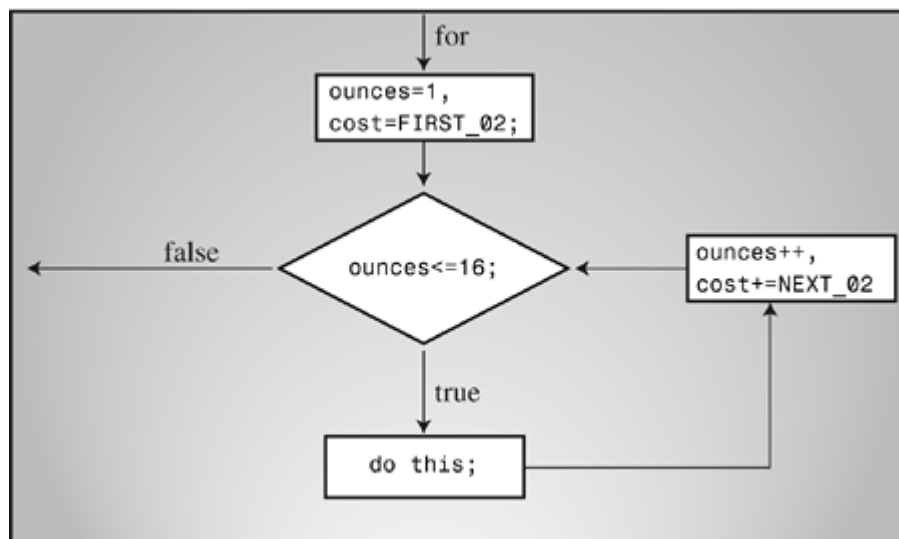 for
ounces=1,
cost=FIRST_02;
false
ounces<=16;
ounces++,
cost+=NEXT_02
true
do this;